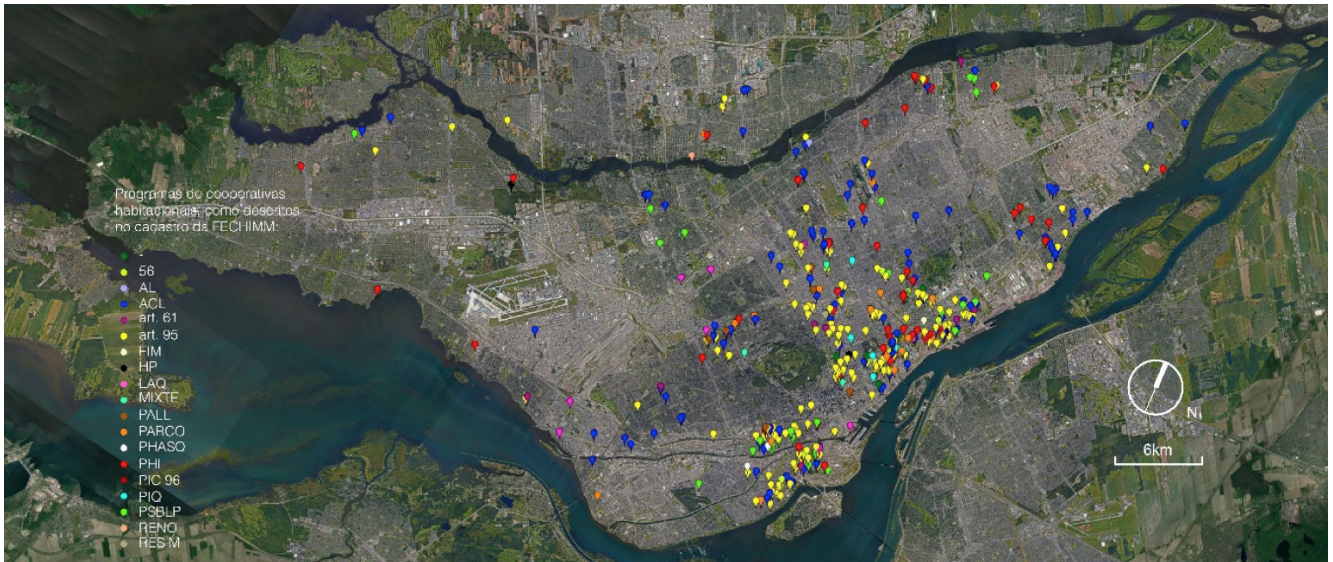 Programas de cooperativas
habitacionais, como descritos
no cadastro da FECHIMM:
-
56
AL
ACL
art. 61
art. 95
FIM
HP
LAQ
MIXTE
PALL
PARCO
PHASQ
PHI
PIC 96
PIQ
PSBLP
RENO
RES M
N
6km